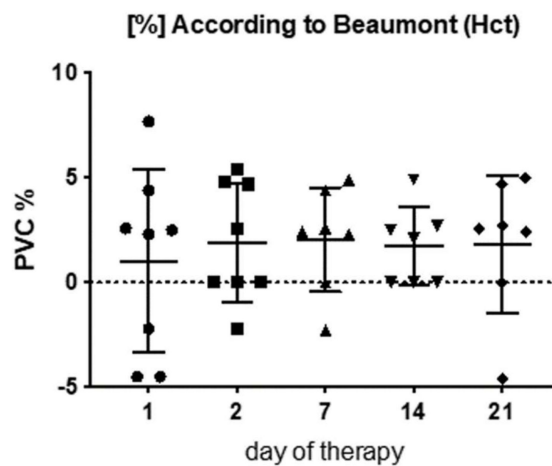 [%] According to Beaumont (Hct)
10
5
0
-5
PVC %
1 2 7 14 21
day of therapy